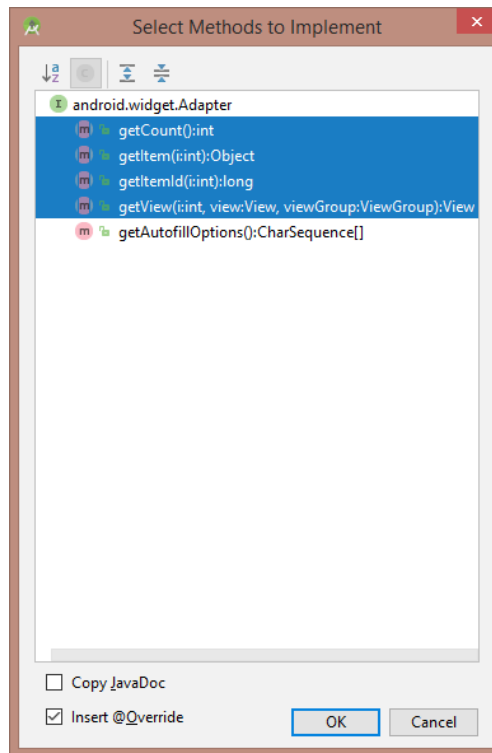 Select Methods to Implement
android.widget.Adapter
getCount():int
getItem(i:int):Object
getItemId(i:int):long
getView(i:int, view:View, viewGroup:ViewGroup):View
getAutofillOptions():CharSequence[]
Copy JavaDoc
Insert @Override
OK Cancel